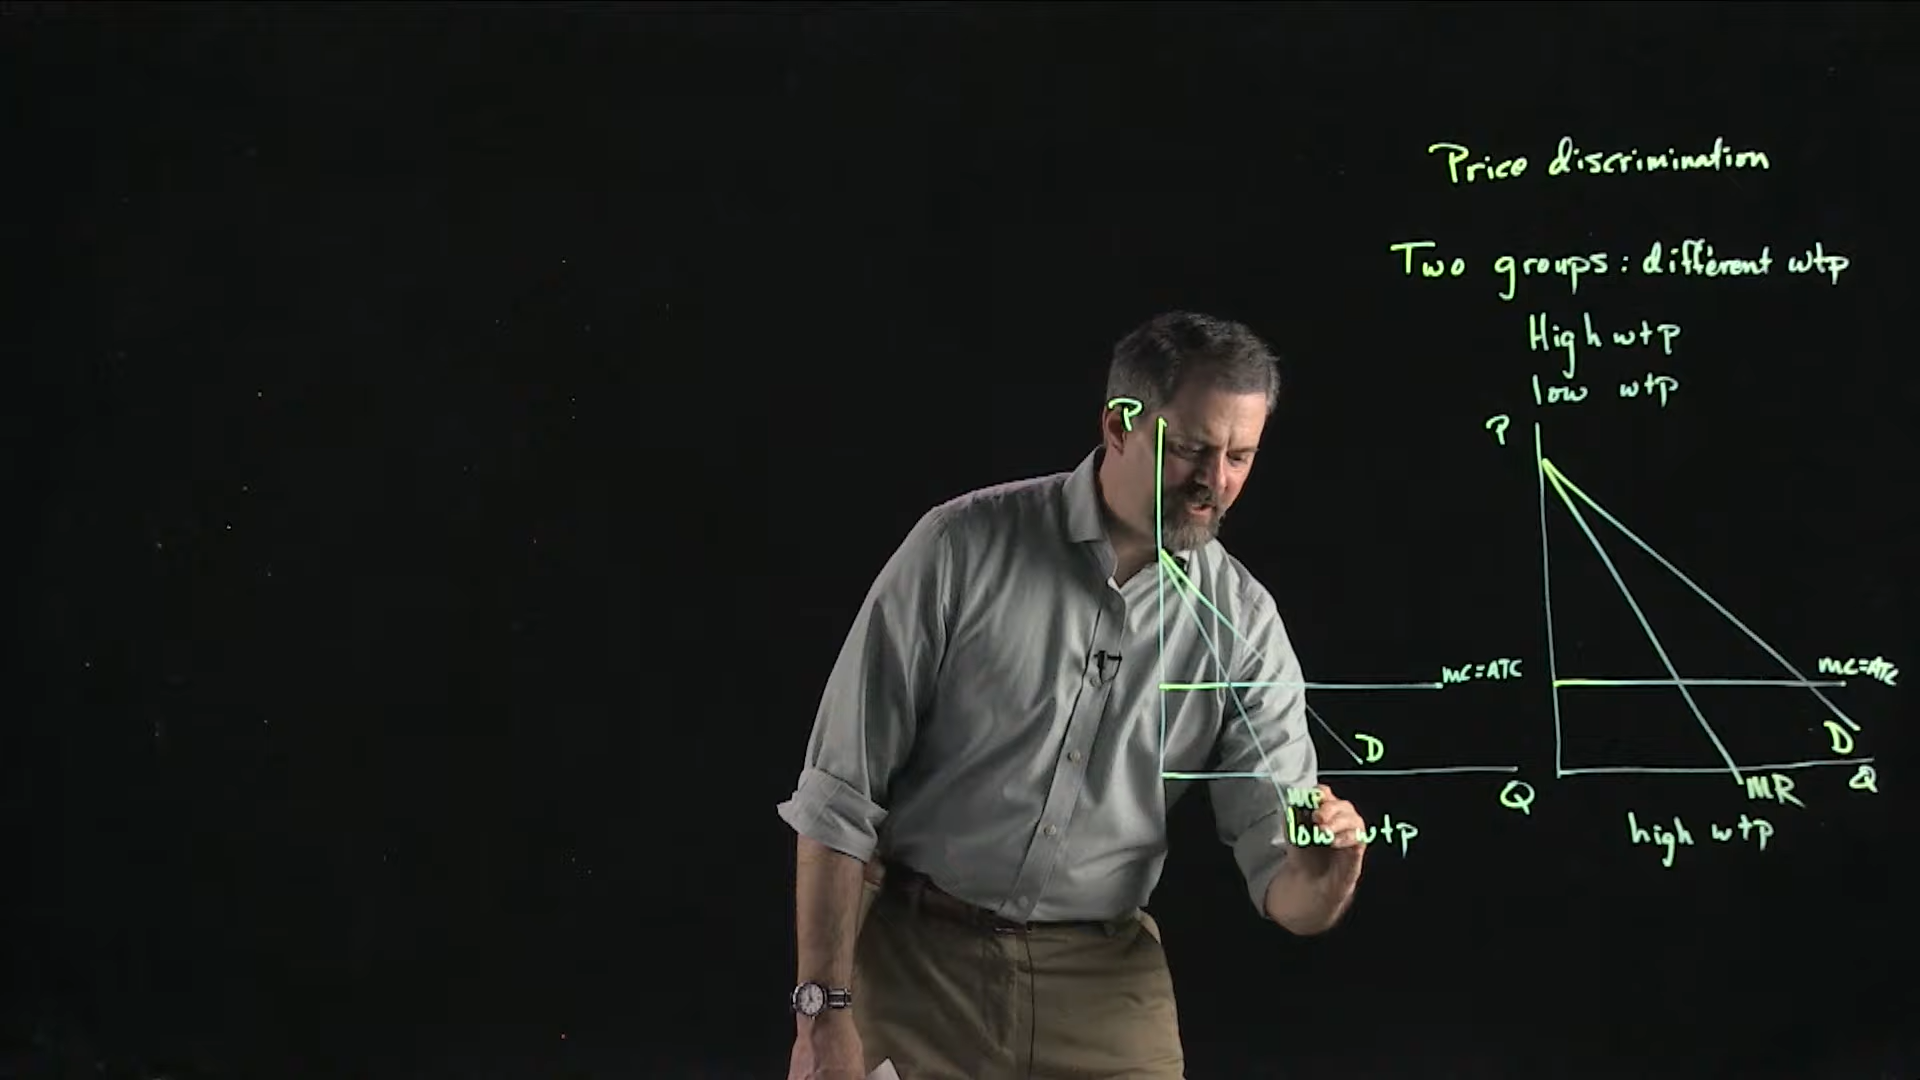 Price discrimination
Two groups: different wtp
High wtp
low wtp
P
mc=ATC
D
Q
low wtp
P
mc=ATC
D
Q
MR
high wtp